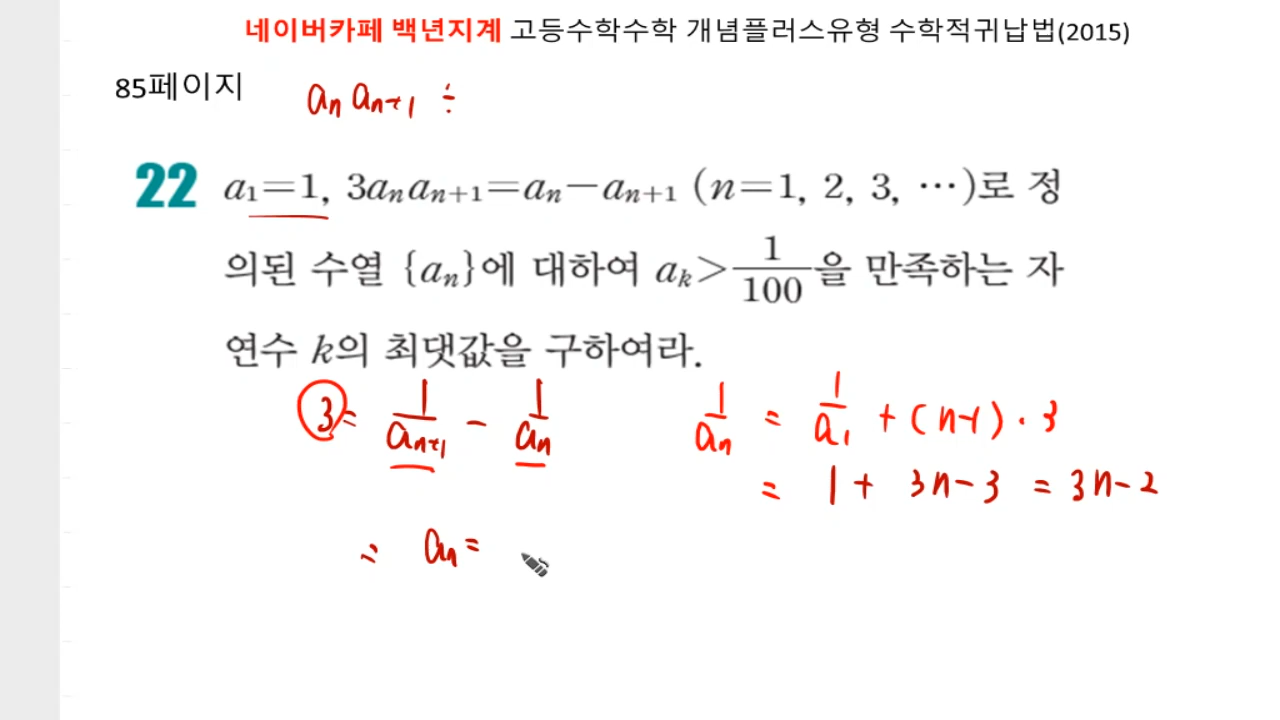 네이버카페 백년지계 고등수학수학 개념플러스유형 수학적귀납법(2015)
85페이지
aₙ aₙ₊₁ ÷
22 a₁=1, 3aₙaₙ₊₁=aₙ−aₙ₊₁ (n=1, 2, 3, ⋯)로 정
의된 수열 {aₙ}에 대하여 aₖ>1/100을 만족하는 자
연수 k의 최댓값을 구하여라.
3 = 1/aₙ₊₁ − 1/aₙ
1/aₙ = 1/a₁ + (n-1)·3
= 1 + 3n-3 = 3n-2
= aₙ =